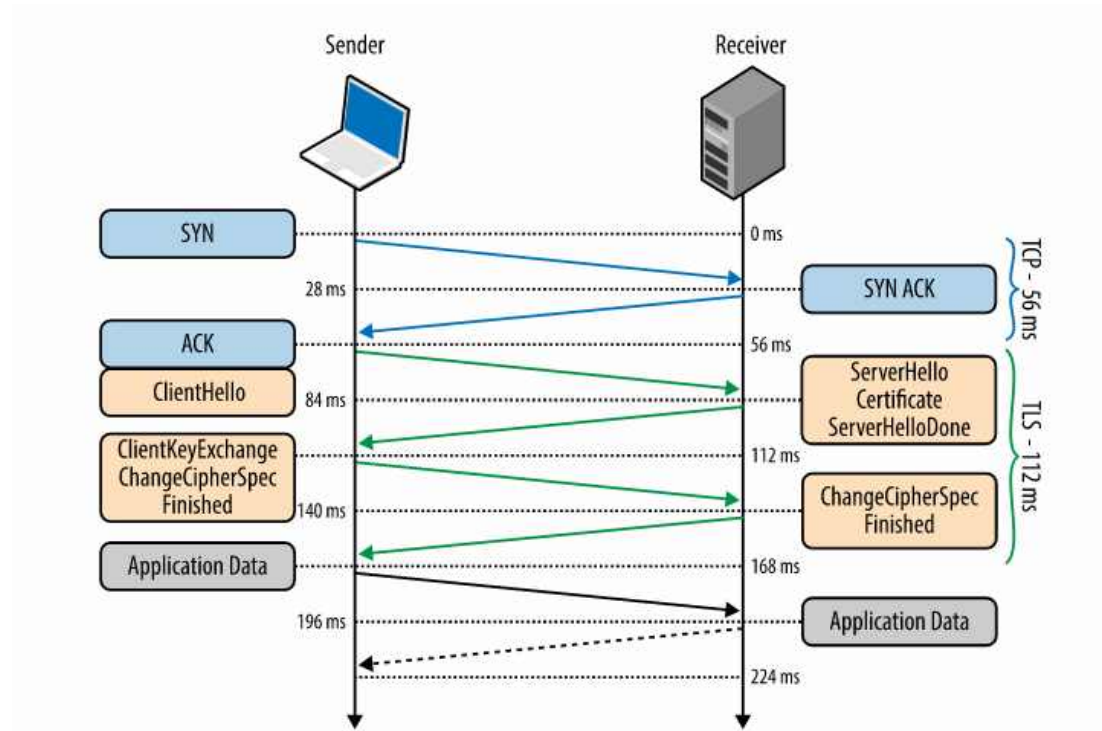 Sender
Receiver
SYN
0 ms
28 ms
SYN ACK
TCP - 56 ms
ACK
56 ms
ClientHello
84 ms
ServerHello
Certificate
ServerHelloDone
TLS - 112 ms
ClientKeyExchange
ChangeCipherSpec
Finished
112 ms
140 ms
ChangeCipherSpec
Finished
Application Data
168 ms
196 ms
Application Data
224 ms